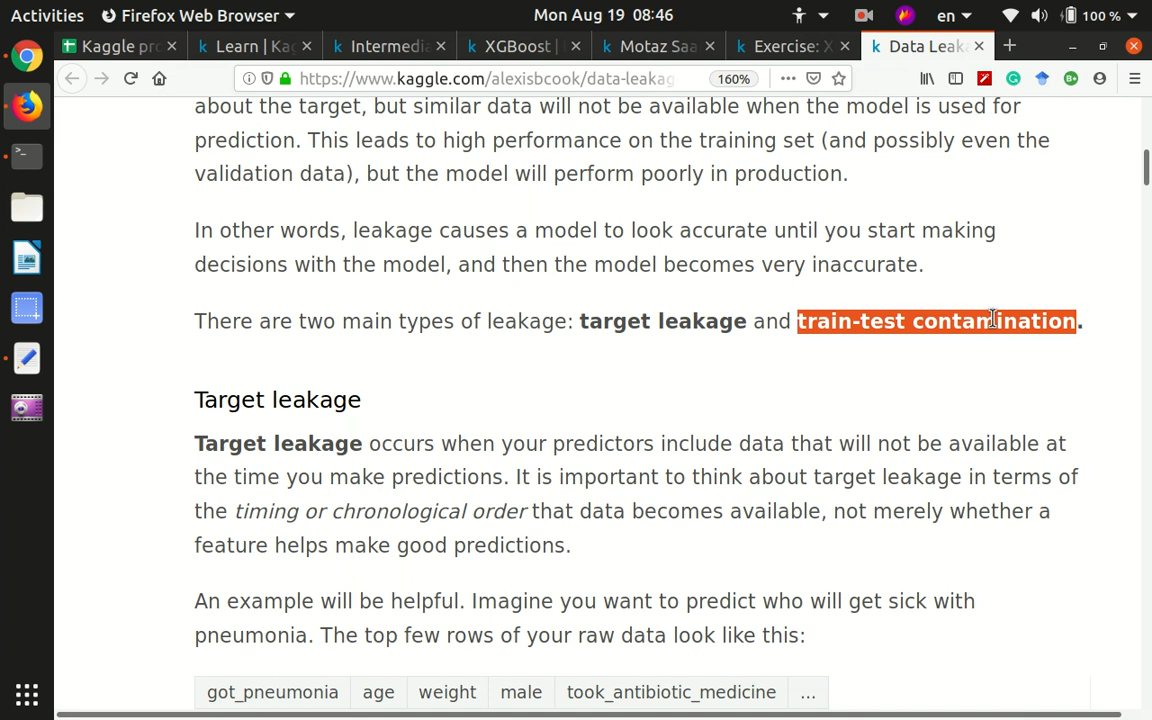 Activities Firefox Web Browser Mon Aug 19 08:46 en 100 %
Kaggle pro Learn | Kag Intermedia XGBoost | Motaz Saa Exercise: X Data Leaka
https://www.kaggle.com/alexisbcook/data-leakag 160%
about the target, but similar data will not be available when the model is used for
prediction. This leads to high performance on the training set (and possibly even the
validation data), but the model will perform poorly in production.
In other words, leakage causes a model to look accurate until you start making
decisions with the model, and then the model becomes very inaccurate.
There are two main types of leakage: target leakage and train-test contamination.
Target leakage
Target leakage occurs when your predictors include data that will not be available at
the time you make predictions. It is important to think about target leakage in terms of
the timing or chronological order that data becomes available, not merely whether a
feature helps make good predictions.
An example will be helpful. Imagine you want to predict who will get sick with
pneumonia. The top few rows of your raw data look like this:
got_pneumonia age weight male took_antibiotic_medicine ...